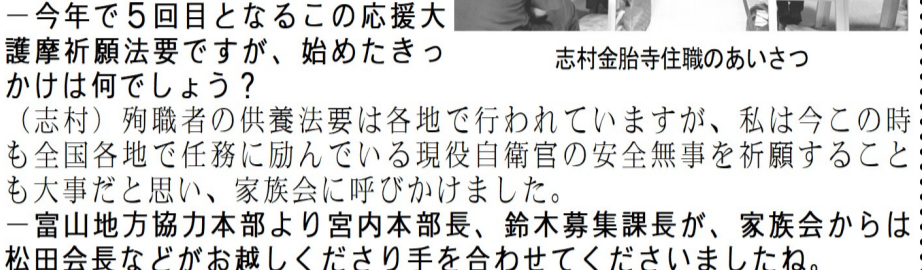 －今年で５回目となるこの応援大
護摩祈願法要ですが、始めたきっ
かけは何でしょう？
志村金胎寺住職のあいさつ
（志村）殉職者の供養法要は各地で行われていますが、私は今この時
も全国各地で任務に励んでいる現役自衛官の安全無事を祈願すること
も大事だと思い、家族会に呼びかけました。
－富山地方協力本部より宮内本部長、鈴木募集課長が、家族会からは
松田会長などがお越しくださり手を合わせてくださいましたね。